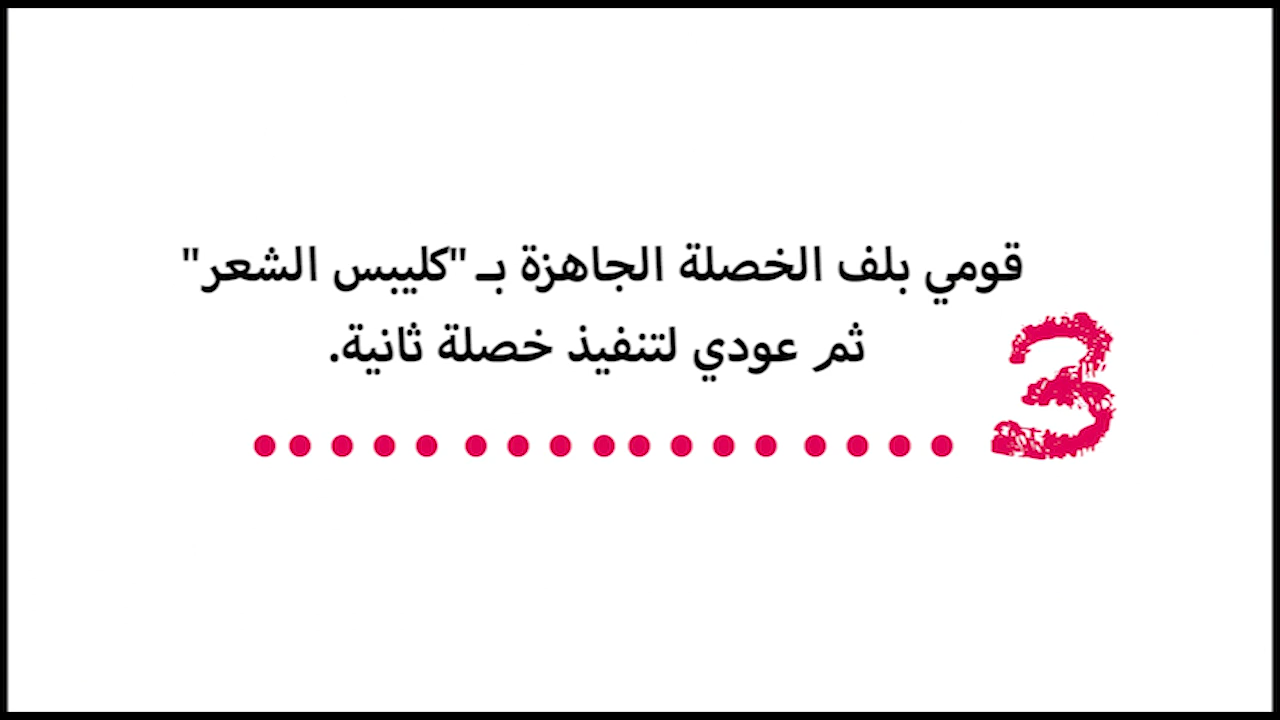 قومي بلف الخصلة الجاهزة بـ "كليبس الشعر"
ثم عودي لتنفيذ خصلة ثانية.
3